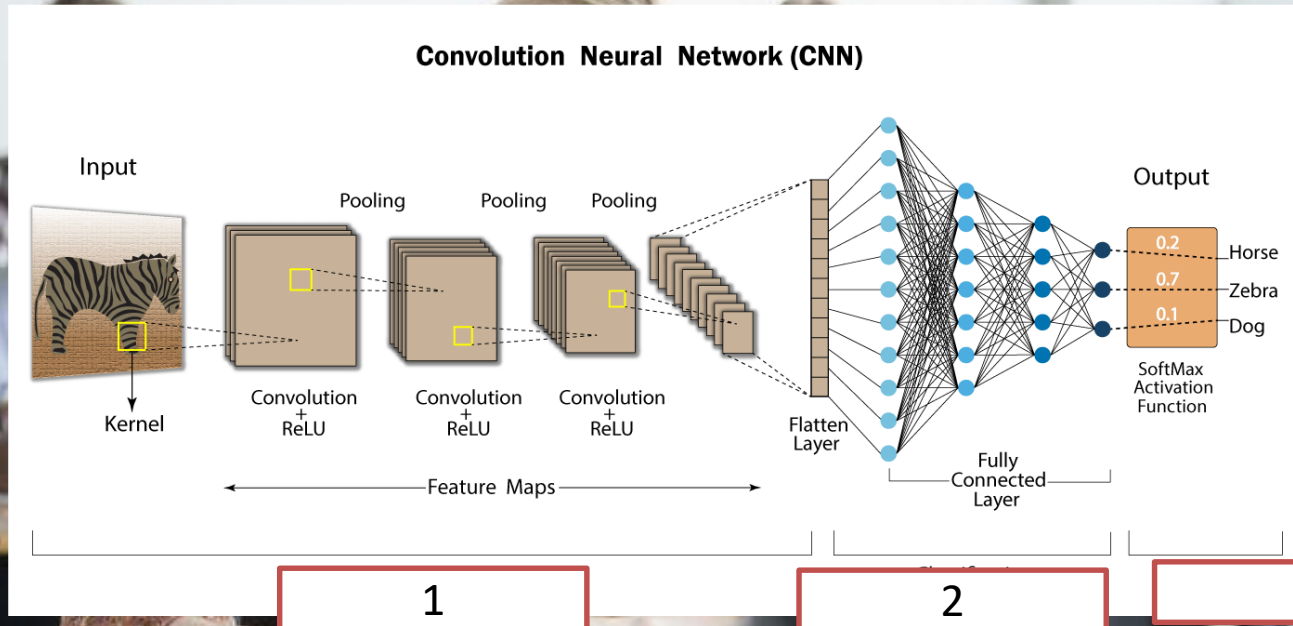 Convolution Neural Network (CNN)
Input
Kernel
Pooling
Pooling
Pooling
Convolution
+
ReLU
Convolution
+
ReLU
Convolution
+
ReLU
Feature Maps
Flatten
Layer
Fully
Connected
Layer
Output
0.2
Horse
0.7
Zebra
0.1
Dog
SoftMax
Activation
Function
1
2